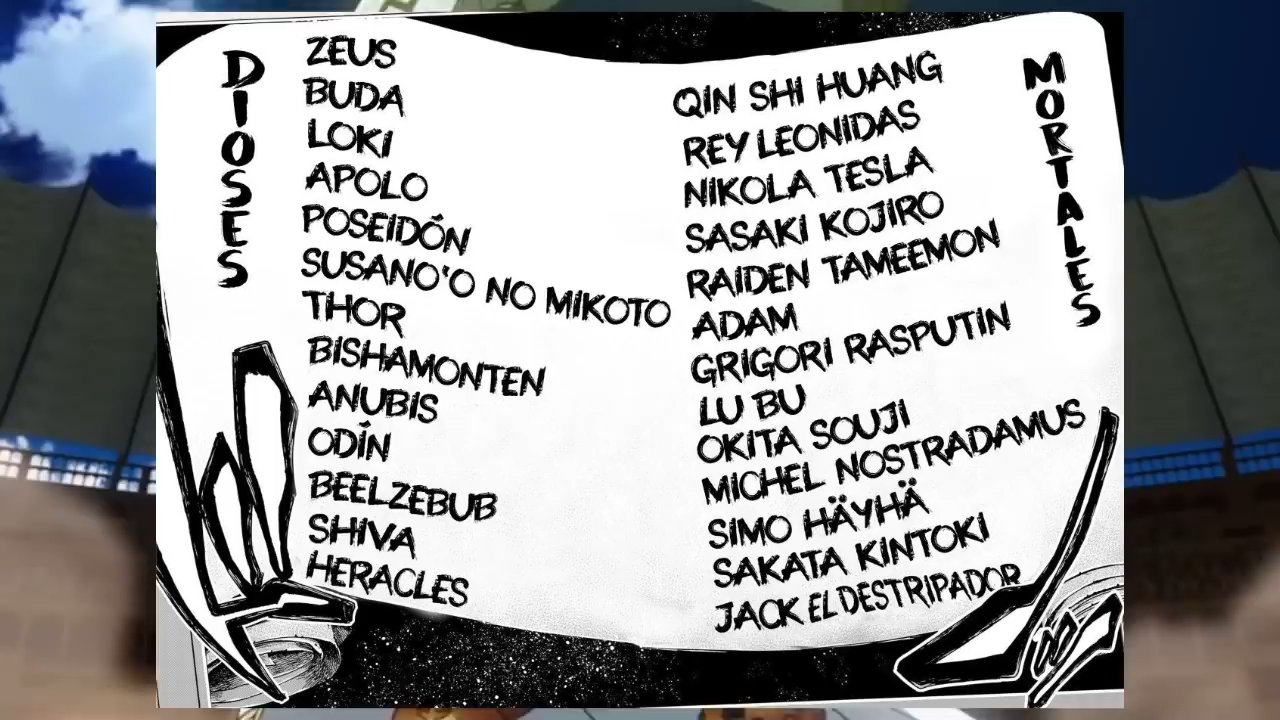 DIOSES
ZEUS
BUDA
LOKI
APOLO
POSEIDÓN
SUSANO'O NO MIKOTO
THOR
BISHAMONTEN
ANUBIS
ODÍN
BEELZEBUB
SHIVA
HERACLES
MORTALES
QIN SHI HUANG
REY LEONIDAS
NIKOLA TESLA
SASAKI KOJIRO
RAIDEN TAMEEMON
ADAM
GRIGORI RASPUTIN
LU BU
OKITA SOUJI
MICHEL NOSTRADAMUS
SIMO HÄYHÄ
SAKATA KINTOKI
JACK EL DESTRIPADOR